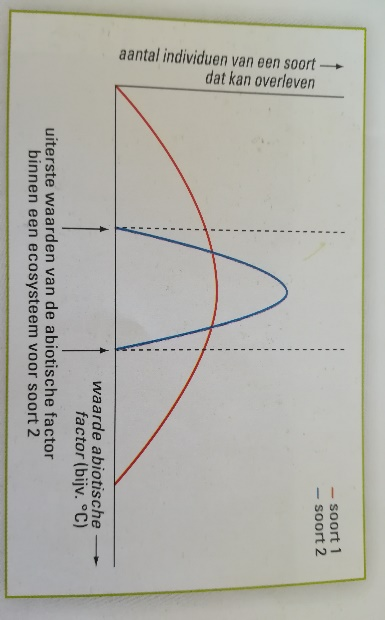 aantal individuen van een soort
dat kan overleven
soort 1
soort 2
uiterste waarden van de abiotische factor
binnen een ecosysteem voor soort 2
waarde abiotische
factor (bijv. °C)